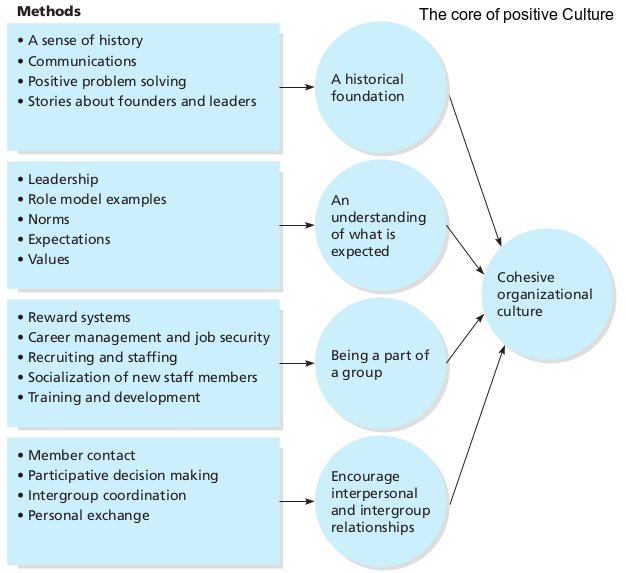 Methods
The core of positive Culture
• A sense of history
• Communications
• Positive problem solving
• Stories about founders and leaders
A historical
foundation
• Leadership
• Role model examples
• Norms
• Expectations
• Values
An
understanding
of what is
expected
Cohesive
organizational
culture
• Reward systems
• Career management and job security
• Recruiting and staffing
• Socialization of new staff members
• Training and development
Being a part of
a group
• Member contact
• Participative decision making
• Intergroup coordination
• Personal exchange
Encourage
interpersonal
and intergroup
relationships